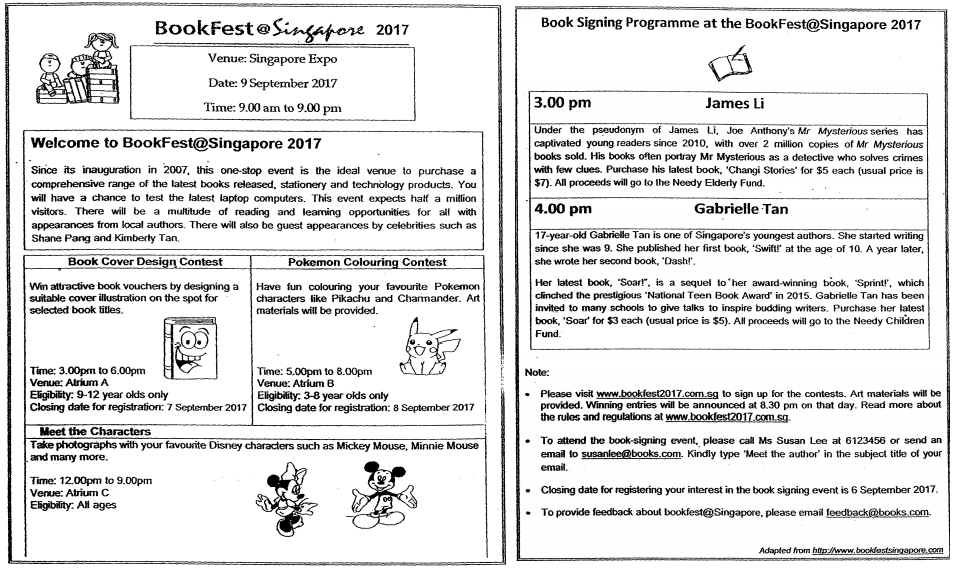 BookFest@Singapore 2017
Venue: Singapore Expo
Date: 9 September 2017
Time: 9.00 am to 9.00 pm
Welcome to BookFest@Singapore 2017
Since its inauguration in 2007, this one-stop event is the ideal venue to purchase a
comprehensive range of the latest books released, stationery and technology products. You
will have a chance to test the latest laptop computers. This event expects half a million
visitors. There will be a multitude of reading and learning opportunities for all with
appearances from local authors. There will also be guest appearances by celebrities such as
Shane Pang and Kimberly Tan.
Book Cover Design Contest
Win attractive book vouchers by designing a
suitable cover illustration on the spot for
selected book titles.
Time: 3.00pm to 6.00pm
Venue: Atrium A
Eligibility: 9-12 year olds only
Closing date for registration: 7 September 2017
Pokemon Colouring Contest
Have fun colouring your favourite Pokemon
characters like Pikachu and Charmander. Art
materials will be provided.
Time: 5.00pm to 8.00pm
Venue: Atrium B
Eligibility: 3-8 year olds only
Closing date for registration: 8 September 2017
Meet the Characters
Take photographs with your favourite Disney characters such as Mickey Mouse, Minnie Mouse
and many more.
Time: 12.00pm to 9.00pm
Venue: Atrium C
Eligibility: All ages
Book Signing Programme at the BookFest@Singapore 2017
3.00 pm James Li
Under the pseudonym of James Li, Joe Anthony's Mr Mysterious series has
captivated young readers since 2010, with over 2 million copies of Mr Mysterious
books sold. His books often portray Mr Mysterious as a detective who solves crimes
with few clues. Purchase his latest book, 'Changi Stories' for $5 each (usual price is
$7). All proceeds will go to the Needy Elderly Fund.
4.00 pm Gabrielle Tan
17-year-old Gabrielle Tan is one of Singapore's youngest authors. She started writing
since she was 9. She published her first book, 'Swift!' at the age of 10. A year later,
she wrote her second book, 'Dash!'.
Her latest book, 'Soar!", is a sequel to her award-winning book, 'Sprint!', which
clinched the prestigious 'National Teen Book Award' in 2015. Gabrielle Tan has been
invited to many schools to give talks to inspire budding writers. Purchase her latest
book, 'Soar' for $3 each (usual price is $5). All proceeds will go to the Needy Children
Fund.
Note:
• Please visit www.bookfest2017.com.sg to sign up for the contests. Art materials will be
provided. Winning entries will be announced at 8.30 pm on that day. Read more about
the rules and regulations at www.bookfest2017.com.sg.
• To attend the book-signing event, please call Ms Susan Lee at 6123456 or send an
email to susanlee@books.com. Kindly type 'Meet the author' in the subject title of your
email.
• Closing date for registering your interest in the book signing event is 6 September 2017.
• To provide feedback about bookfest@Singapore, please email feedback@books.com.
Adapted from http://www.bookfestsingapore.com